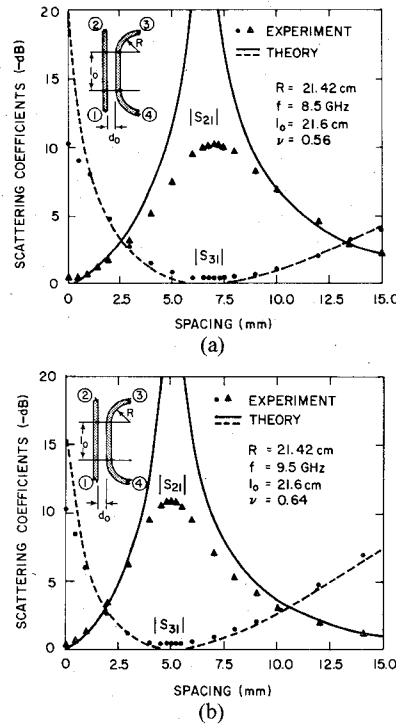 20
② ③
R
l₀
① ④
d₀
● ▲ EXPERIMENT
THEORY
R = 21.42 cm
f = 8.5 GHz
l₀ = 21.6 cm
ν = 0.56
|S₂₁|
|S₃₁|
15
10
5
0
SCATTERING COEFFICIENTS (-dB)
0 2.5 5.0 7.5 10.0 12.5 15.0
SPACING (mm)
(a)
20
② ③
R
l₀
① ④
d₀
● ▲ EXPERIMENT
THEORY
R = 21.42 cm
f = 9.5 GHz
l₀ = 21.6 cm
ν = 0.64
|S₂₁|
|S₃₁|
15
10
5
0
SCATTERING COEFFICIENTS (-dB)
0 2.5 5.0 7.5 10.0 12.5 15.0
SPACING (mm)
(b)